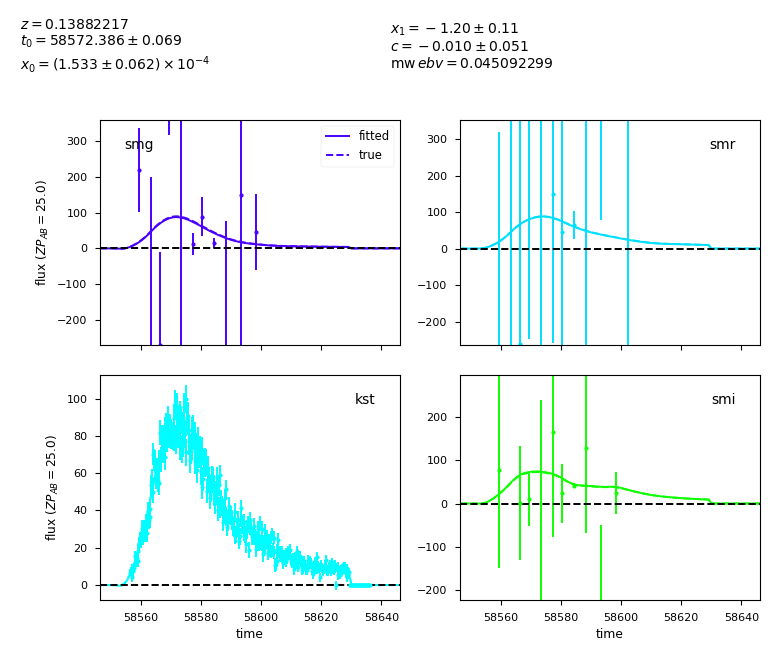 z = 0.13882217
t₀ = 58572.386 ± 0.069
x₀ = (1.533 ± 0.062) × 10⁻⁴
x₁ = −1.20 ± 0.11
c = −0.010 ± 0.051
mw ebv = 0.045092299
smg
fitted
true
300
200
100
0
−100
−200
flux (ZP_AB = 25.0)
smr
300
200
100
0
−100
−200
kst
100
80
60
40
20
0
flux (ZP_AB = 25.0)
58560 58580 58600 58620 58640
time
smi
200
100
0
−100
−200
58560 58580 58600 58620 58640
time